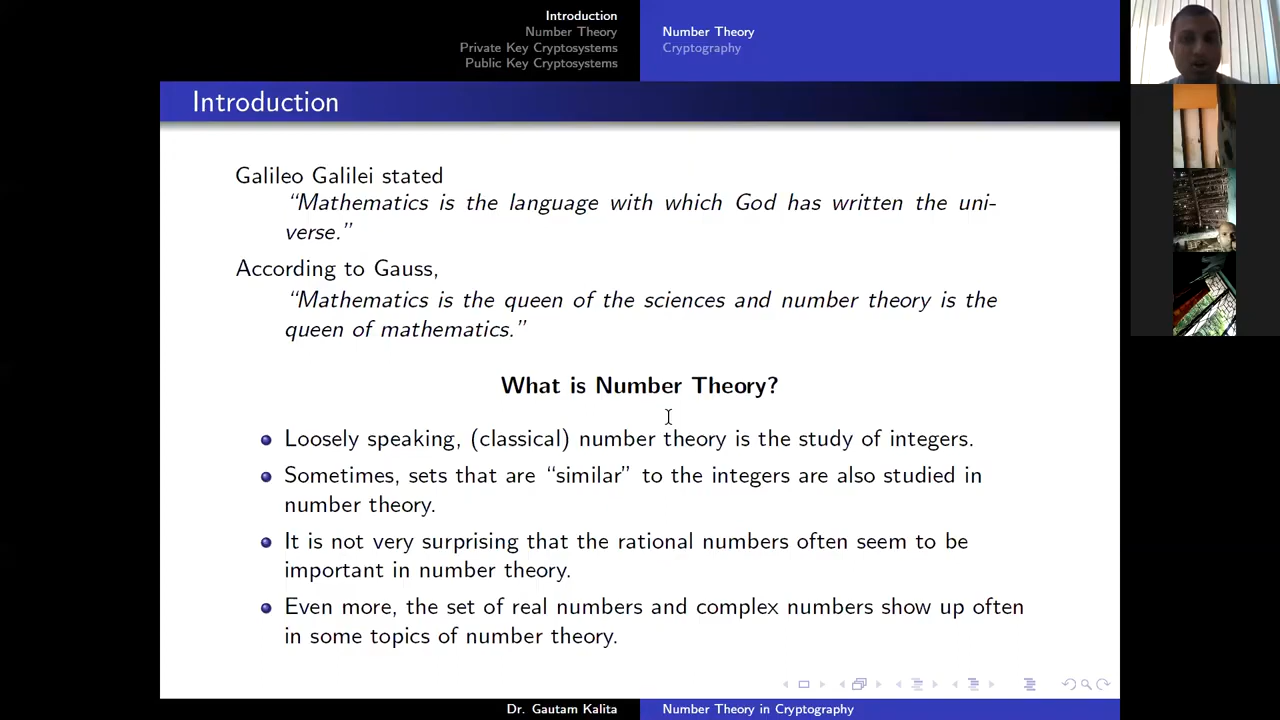 Introduction
Number Theory
Private Key Cryptosystems
Public Key Cryptosystems
Number Theory
Cryptography
Introduction
Galileo Galilei stated
“Mathematics is the language with which God has written the uni-
verse.”
According to Gauss,
“Mathematics is the queen of the sciences and number theory is the
queen of mathematics.”
What is Number Theory?
Loosely speaking, (classical) number theory is the study of integers.
Sometimes, sets that are “similar” to the integers are also studied in
number theory.
It is not very surprising that the rational numbers often seem to be
important in number theory.
Even more, the set of real numbers and complex numbers show up often
in some topics of number theory.
Dr. Gautam Kalita
Number Theory in Cryptography